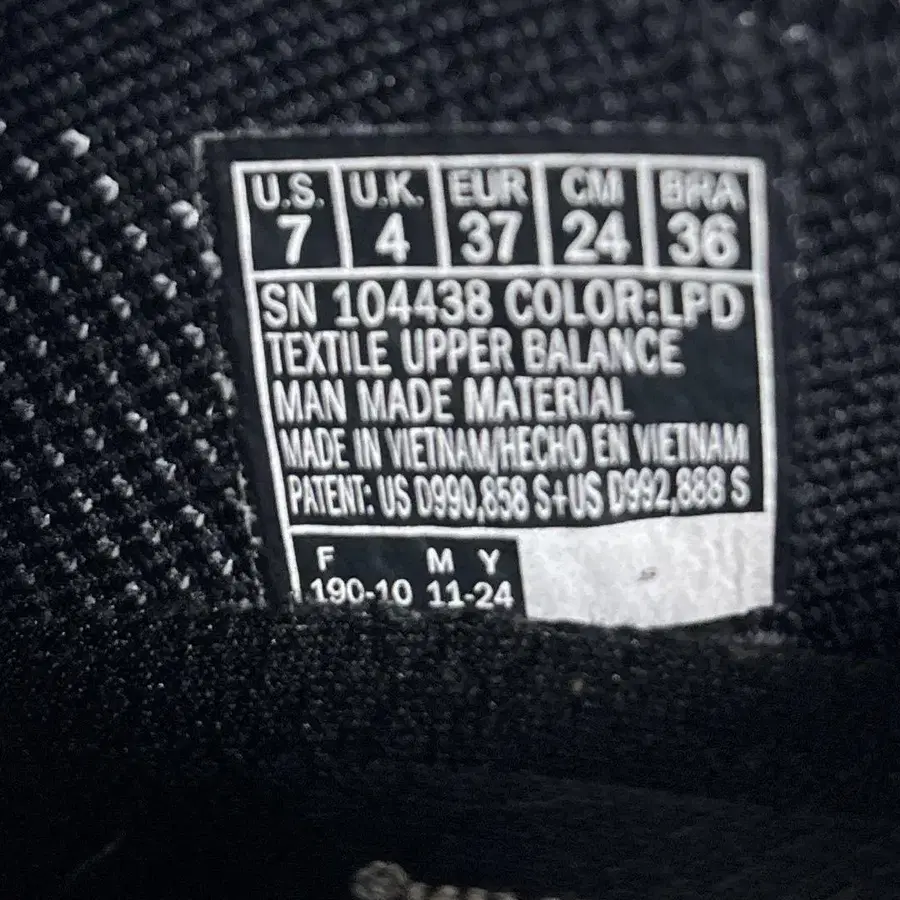 U.S. U.K. EUR CM BRA
7 4 37 24 36
SN 104438 COLOR:LPD
TEXTILE UPPER BALANCE
MAN MADE MATERIAL
MADE IN VIETNAM/HECHO EN VIETNAM
PATENT: US D990,858 S+US D992,888 S
F M Y
190-10 11-24